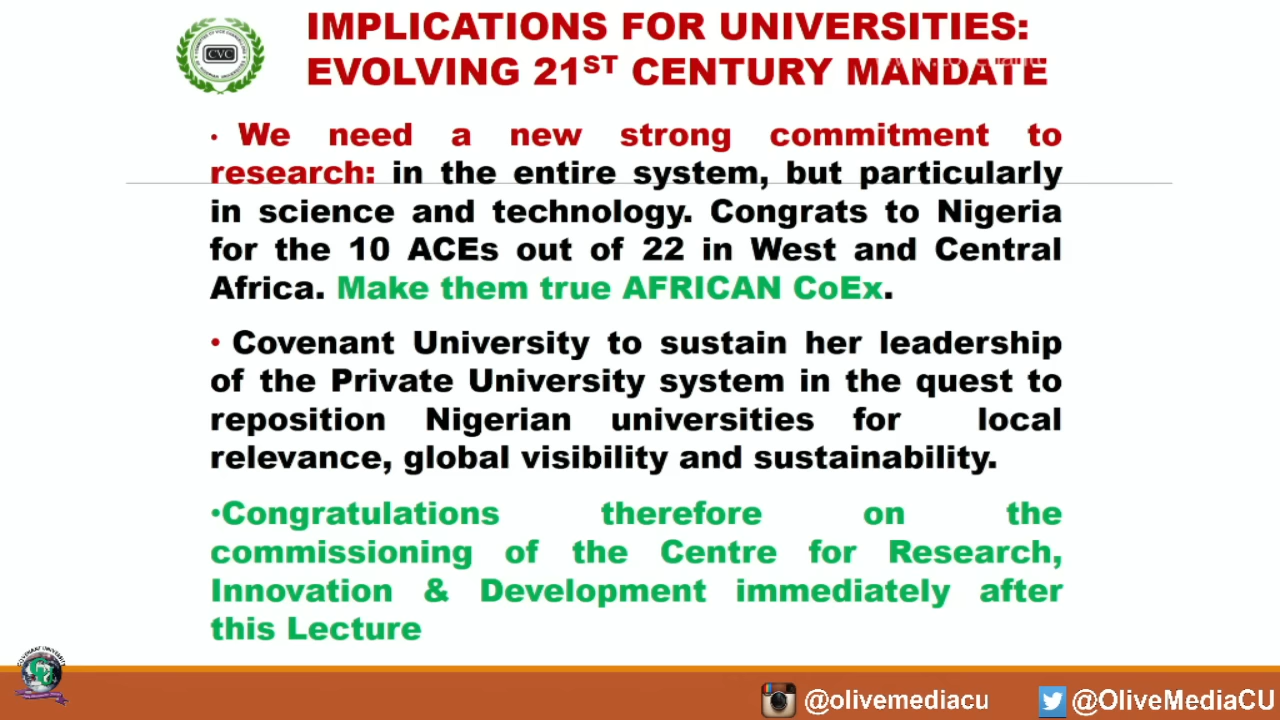 IMPLICATIONS FOR UNIVERSITIES:
EVOLVING 21ST CENTURY MANDATE
CVC
• We need a new strong commitment to
research: in the entire system, but particularly
in science and technology. Congrats to Nigeria
for the 10 ACEs out of 22 in West and Central
Africa. Make them true AFRICAN CoEx.
• Covenant University to sustain her leadership
of the Private University system in the quest to
reposition Nigerian universities for local
relevance, global visibility and sustainability.
•Congratulations therefore on the
commissioning of the Centre for Research,
Innovation & Development immediately after
this Lecture
COVENANT UNIVERSITY
@olivemediacu
@OliveMediaCU